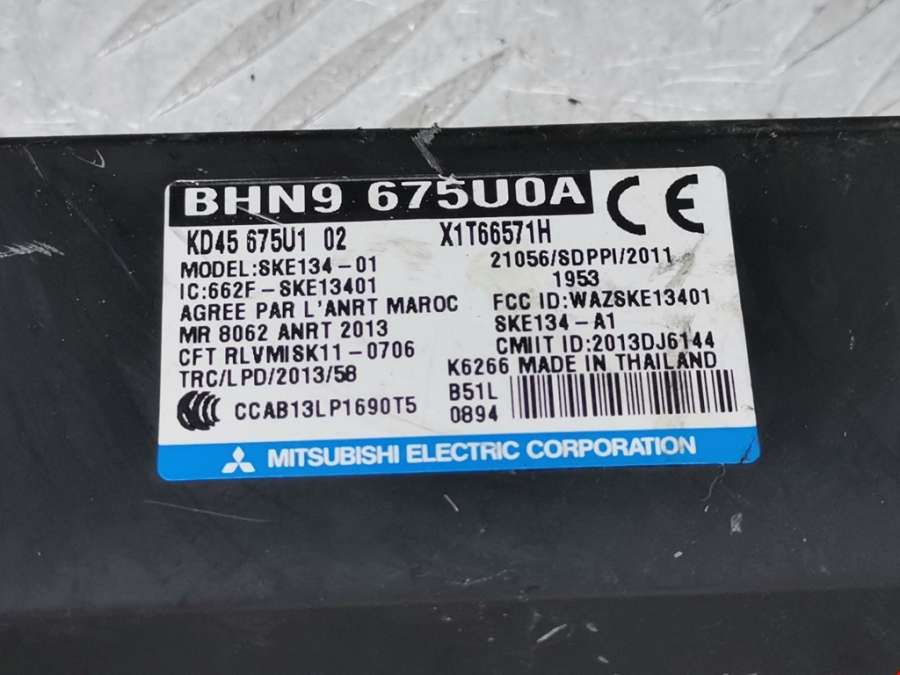 BHN9 675U0A
KD45 675U1 02
X1T66571H
MODEL:SKE134-01
IC:662F-SKE13401
AGREE PAR L'ANRT MAROC
MR 8062 ANRT 2013
CFT RLVMISK11-0706
TRC/LPD/2013/58
CCC
CCAB13LP1690T5
CE
21056/SDPPI/2011
1953
FCC ID:WAZSKE13401
SKE134-A1
CMIIT ID:2013DJ6144
K6266 MADE IN THAILAND
B51L
0894
MITSUBISHI ELECTRIC CORPORATION